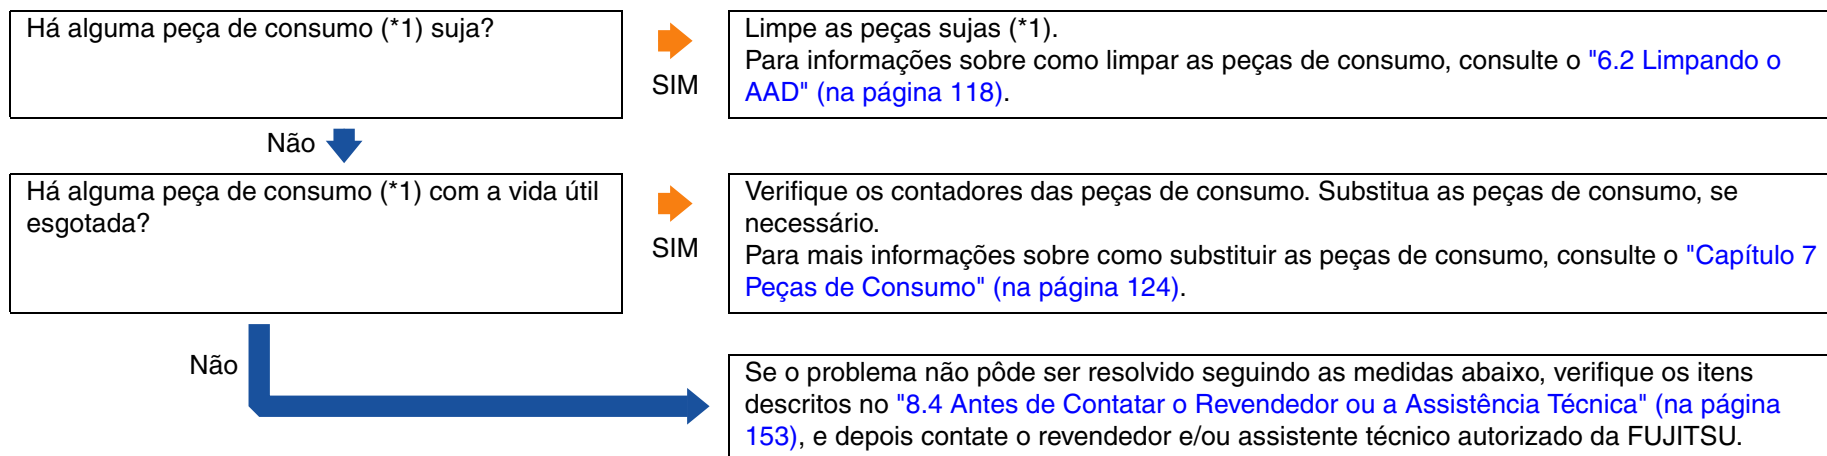 Há alguma peça de consumo (*1) suja?
SIM
Limpe as peças sujas (*1).
Para informações sobre como limpar as peças de consumo, consulte o "6.2 Limpando o
AAD" (na página 118).
Não
Há alguma peça de consumo (*1) com a vida útil
esgotada?
SIM
Verifique os contadores das peças de consumo. Substitua as peças de consumo, se
necessário.
Para mais informações sobre como substituir as peças de consumo, consulte o "Capítulo 7
Peças de Consumo" (na página 124).
Não
Se o problema não pôde ser resolvido seguindo as medidas abaixo, verifique os itens
descritos no "8.4 Antes de Contatar o Revendedor ou a Assistência Técnica" (na página
153), e depois contate o revendedor e/ou assistente técnico autorizado da FUJITSU.